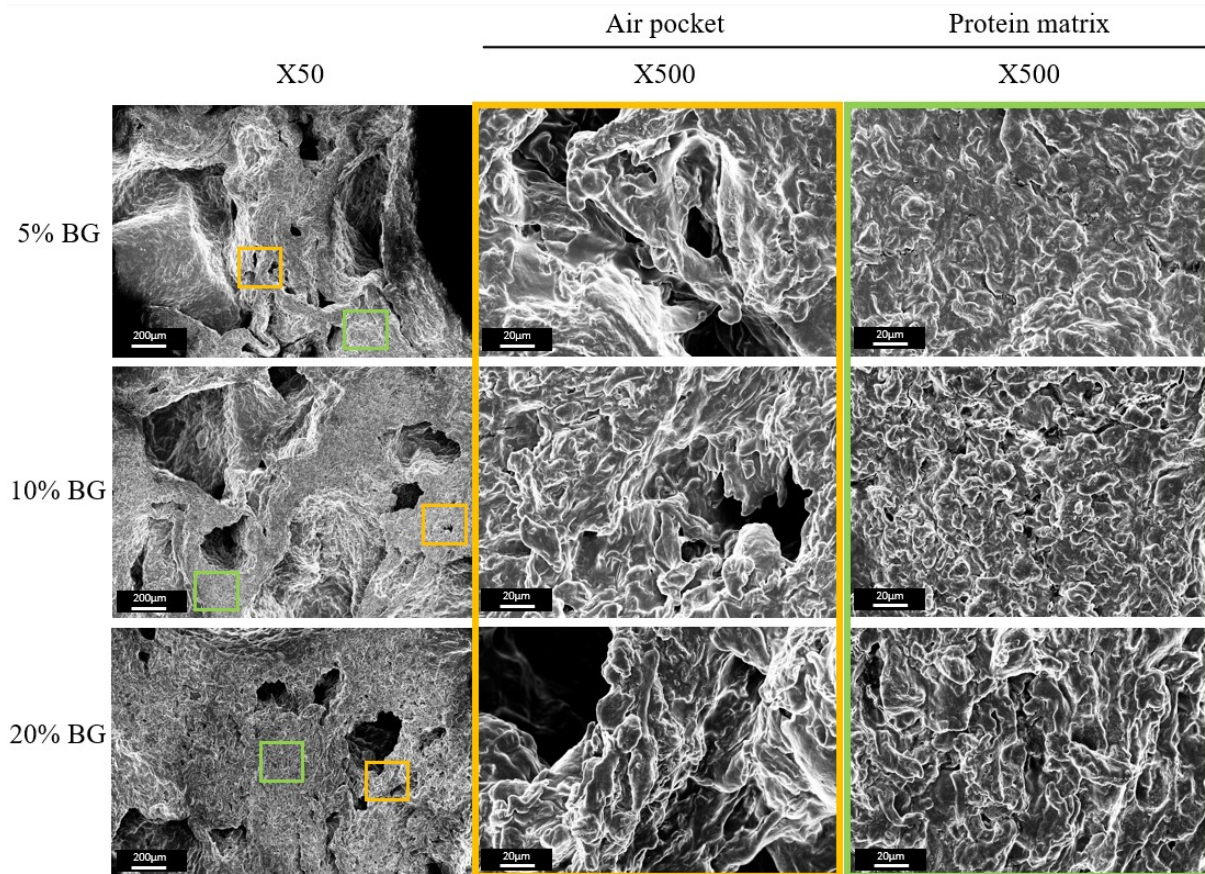 Air pocket Protein matrix
X50 X500 X500
5% BG
200μm 20μm 20μm
10% BG
200μm 20μm 20μm
20% BG
200μm 20μm 20μm